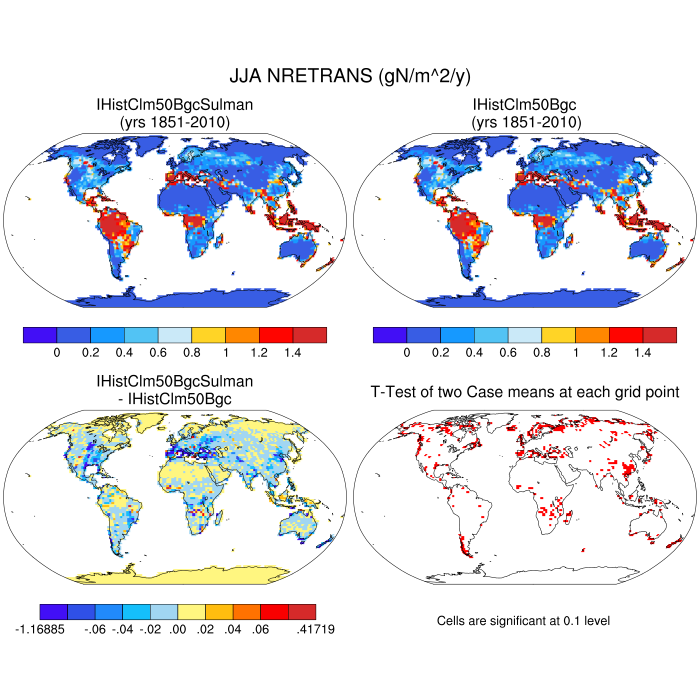 JJA NRETRANS (gN/m^2/y)
IHistClm50BgcSulman
(yrs 1851-2010)
IHistClm50Bgc
(yrs 1851-2010)
0 0.2 0.4 0.6 0.8 1 1.2 1.4
0 0.2 0.4 0.6 0.8 1 1.2 1.4
IHistClm50BgcSulman
- IHistClm50Bgc
T-Test of two Case means at each grid point
-1.16885 -.06 -.04 -.02 .00 .02 .04 .06 .41719
Cells are significant at 0.1 level